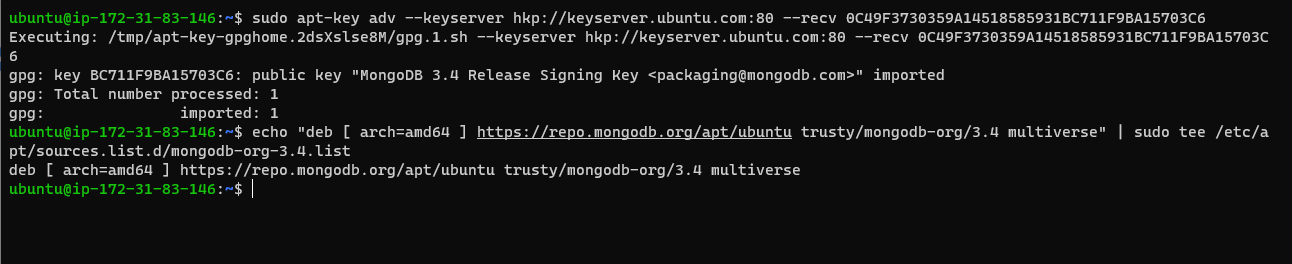 ubuntu@ip-172-31-83-146:~$ sudo apt-key adv --keyserver hkp://keyserver.ubuntu.com:80 --recv 0C49F3730359A14518585931BC711F9BA15703C6
Executing: /tmp/apt-key-gpghome.2dsXslse8M/gpg.1.sh --keyserver hkp://keyserver.ubuntu.com:80 --recv 0C49F3730359A14518585931BC711F9BA15703C
6
gpg: key BC711F9BA15703C6: public key "MongoDB 3.4 Release Signing Key <packaging@mongodb.com>" imported
gpg: Total number processed: 1
gpg:               imported: 1
ubuntu@ip-172-31-83-146:~$ echo "deb [ arch=amd64 ] https://repo.mongodb.org/apt/ubuntu trusty/mongodb-org/3.4 multiverse" | sudo tee /etc/a
pt/sources.list.d/mongodb-org-3.4.list
deb [ arch=amd64 ] https://repo.mongodb.org/apt/ubuntu trusty/mongodb-org/3.4 multiverse
ubuntu@ip-172-31-83-146:~$